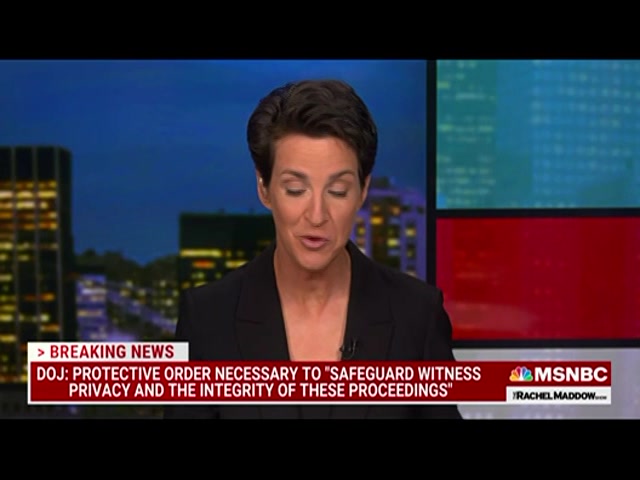 > BREAKING NEWS
DOJ: PROTECTIVE ORDER NECESSARY TO "SAFEGUARD WITNESS
PRIVACY AND THE INTEGRITY OF THESE PROCEEDINGS"
MSNBC
THE RACHEL MADDOW SHOW